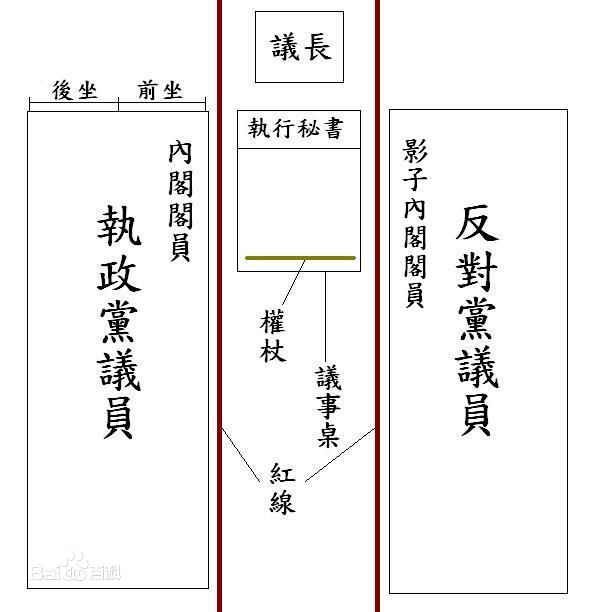 議長
後坐
前坐
執行秘書
內閣閣員
執政黨議員
影子內閣閣員
反對黨議員
權杖
議事桌
紅線
Baidu百科